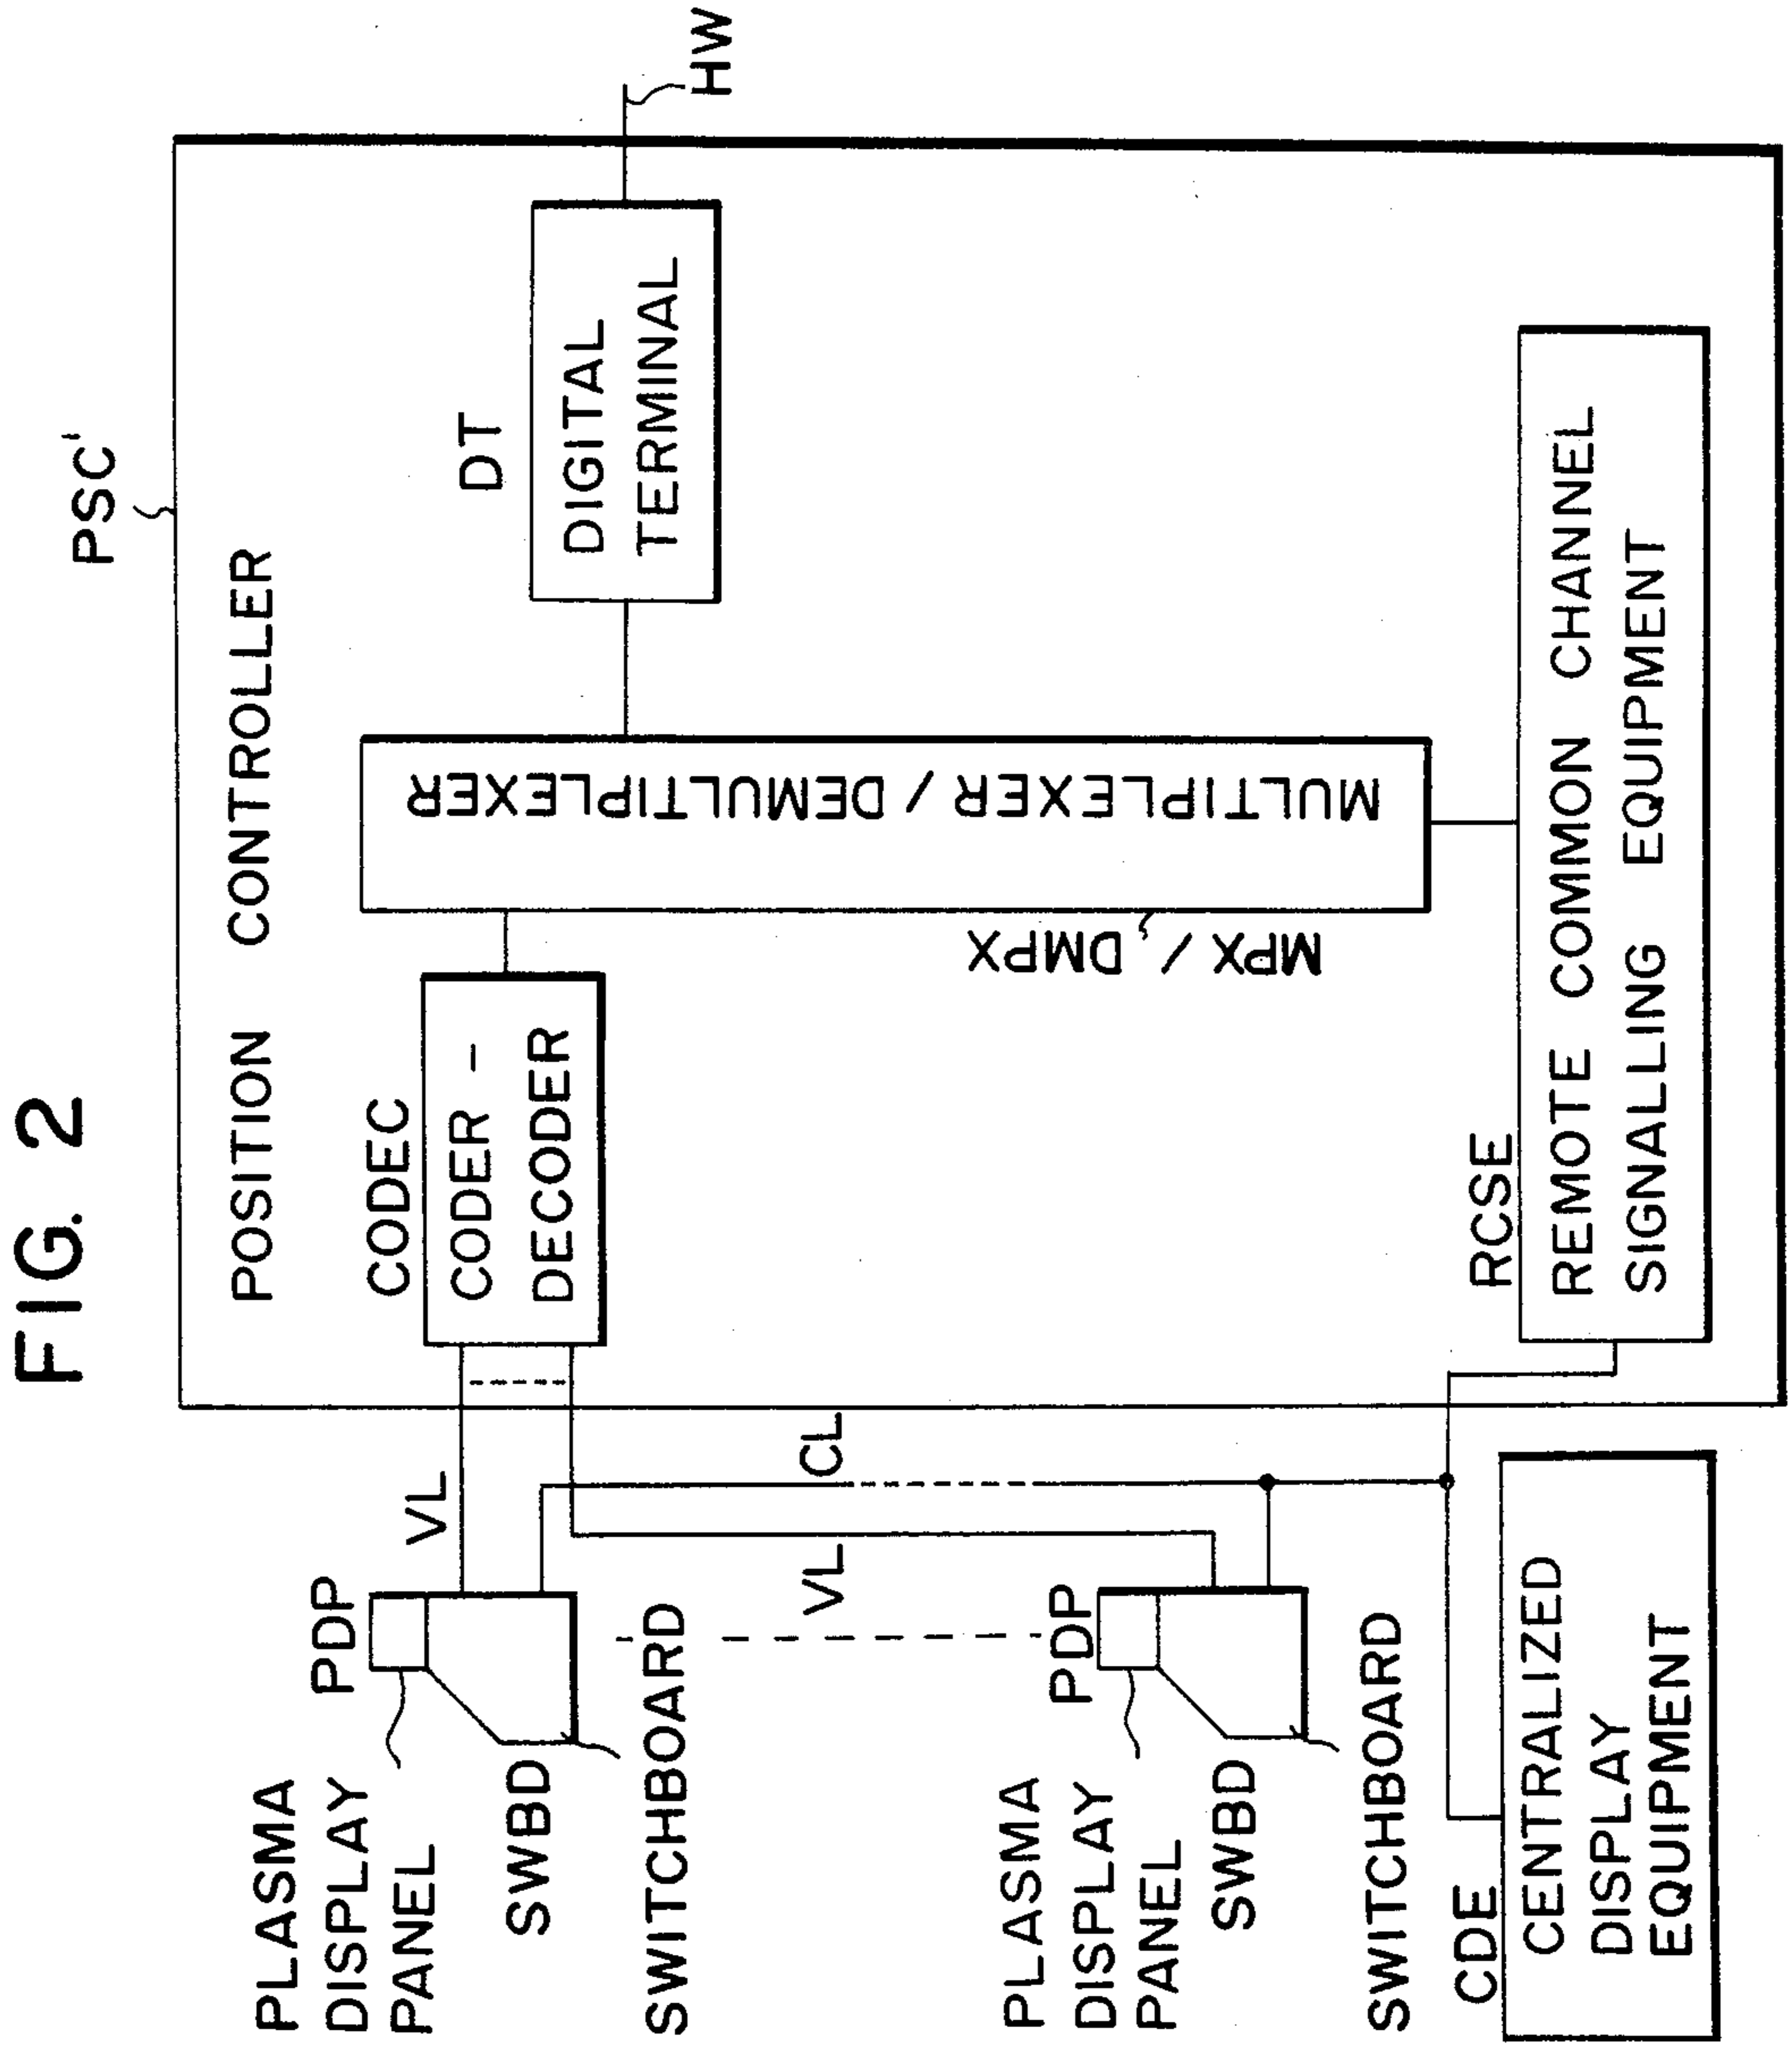 FIG. 2
PSC'
POSITION CONTROLLER
PLASMA
DISPLAY
PANEL
PDP
SWBD
SWITCHBOARD
VL
CODEC
CODER -
DECODER
DT
DIGITAL
TERMINAL
HW
MULTIPLEXER / DEMULTIPLEXER
MPX / DMPX
CL
VL
PLASMA
DISPLAY
PANEL
PDP
SWBD
SWITCHBOARD
CDE
CENTRALIZED
DISPLAY
EQUIPMENT
RCSE
REMOTE COMMON CHANNEL
SIGNALLING EQUIPMENT